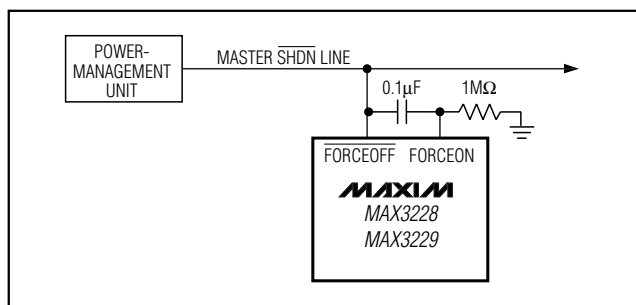 POWER-
MANAGEMENT
UNIT
MASTER SHDN LINE
0.1μF
1MΩ
FORCEOFF FORCEON
MAXIM
MAX3228
MAX3229